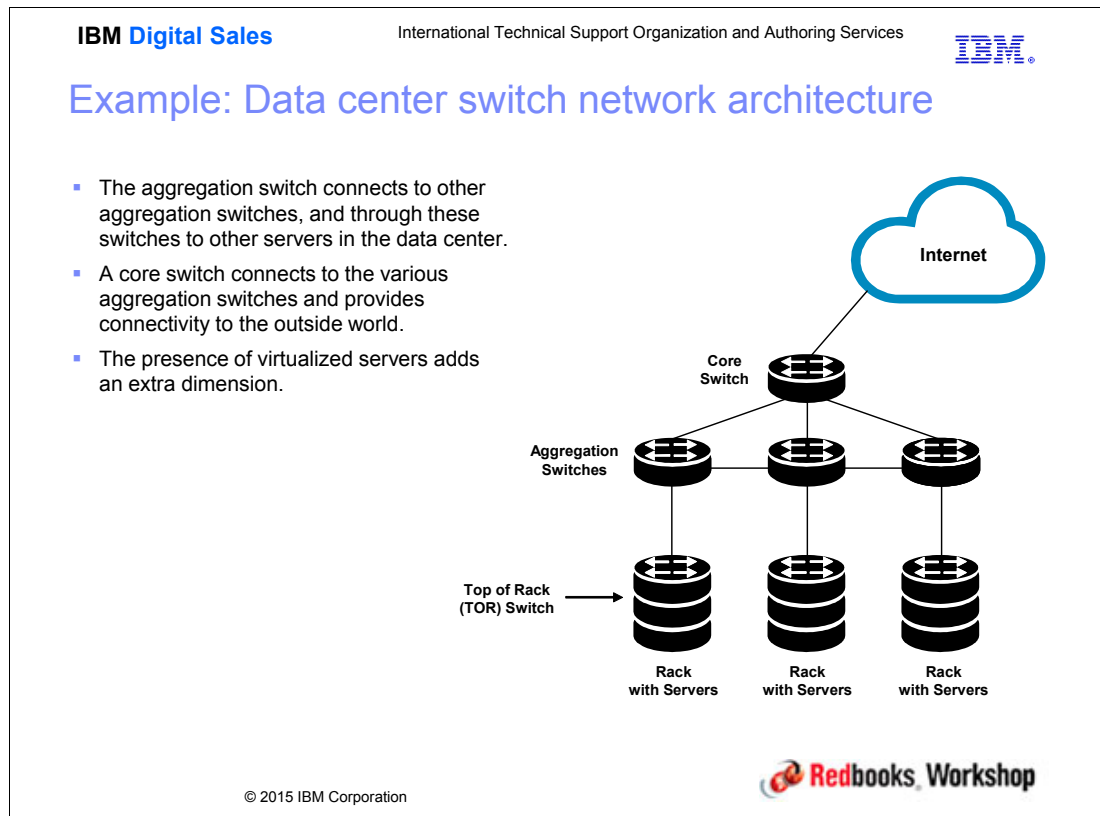 IBM Digital Sales
International Technical Support Organization and Authoring Services
IBM®
Example: Data center switch network architecture
▪ The aggregation switch connects to other
aggregation switches, and through these
switches to other servers in the data center.
▪ A core switch connects to the various
aggregation switches and provides
connectivity to the outside world.
▪ The presence of virtualized servers adds
an extra dimension.
Internet
Core
Switch
Aggregation
Switches
Top of Rack
(TOR) Switch
Rack
with Servers
Rack
with Servers
Rack
with Servers
© 2015 IBM Corporation
Redbooks® Workshop